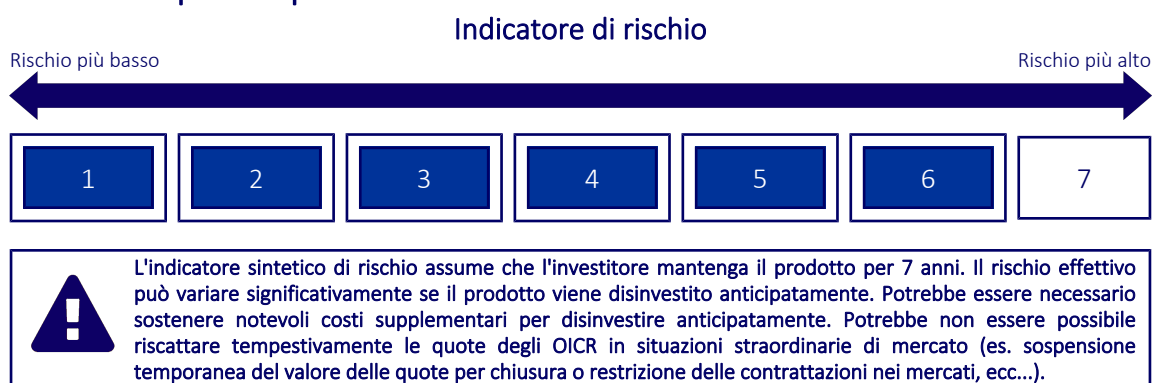 Indicatore di rischio
Rischio più basso
Rischio più alto
1 2 3 4 5 6 7
L'indicatore sintetico di rischio assume che l'investitore mantenga il prodotto per 7 anni. Il rischio effettivo
può variare significativamente se il prodotto viene disinvestito anticipatamente. Potrebbe essere necessario
sostenere notevoli costi supplementari per disinvestire anticipatamente. Potrebbe non essere possibile
riscattare tempestivamente le quote degli OICR in situazioni straordinarie di mercato (es. sospensione
temporanea del valore delle quote per chiusura o restrizione delle contrattazioni nei mercati, ecc...).